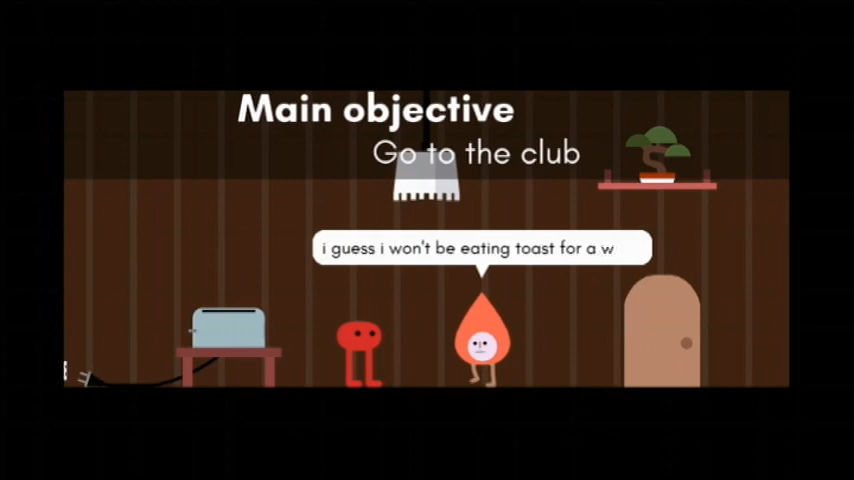 Main objective
Go to the club
i guess i won't be eating toast for a w